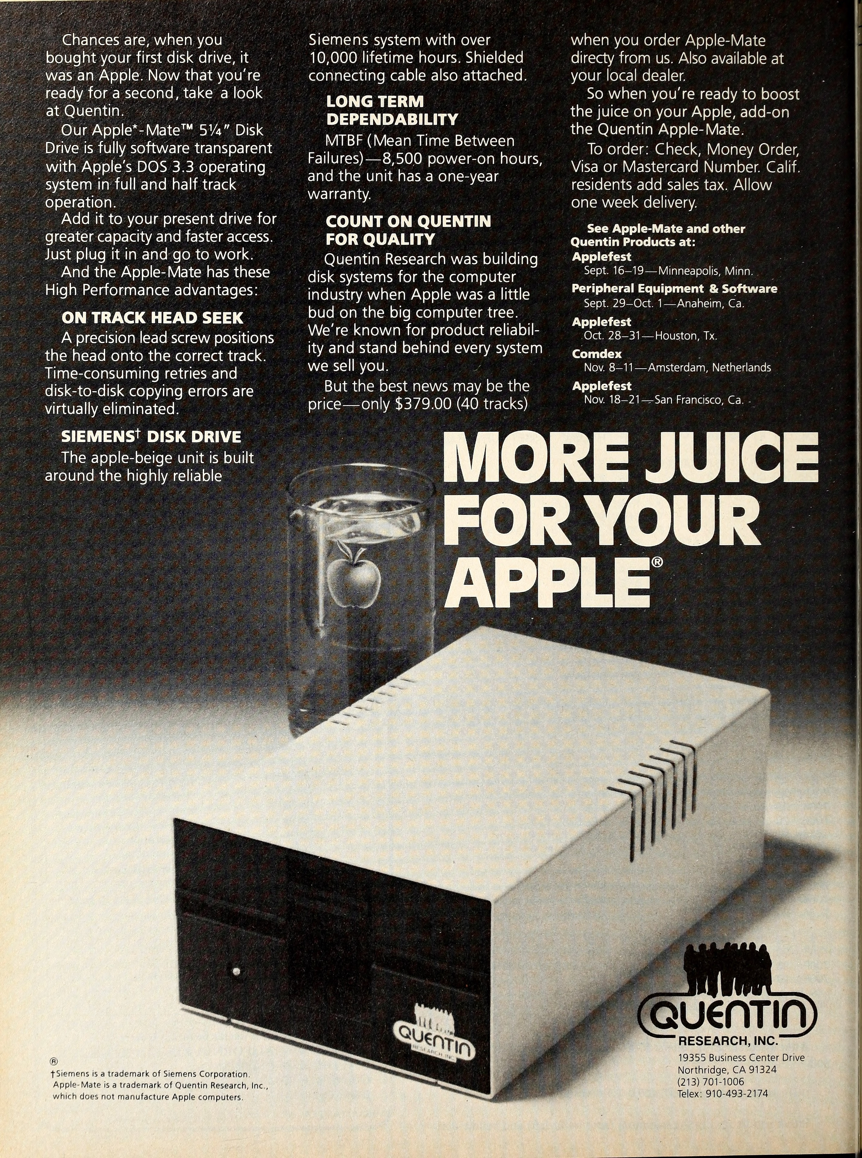 Chances are, when you
bought your first disk drive, it
was an Apple. Now that you're
ready for a second, take a look
at Quentin.
Our Apple*-Mate™ 5¼" Disk
Drive is fully software transparent
with Apple's DOS 3.3 operating
system in full and half track
operation.
Add it to your present drive for
greater capacity and faster access.
Just plug it in and go to work.
And the Apple-Mate has these
High Performance advantages:
ON TRACK HEAD SEEK
A precision lead screw positions
the head onto the correct track.
Time-consuming retries and
disk-to-disk copying errors are
virtually eliminated.
SIEMENS† DISK DRIVE
The apple-beige unit is built
around the highly reliable
Siemens system with over
10,000 lifetime hours. Shielded
connecting cable also attached.
LONG TERM
DEPENDABILITY
MTBF (Mean Time Between
Failures)—8,500 power-on hours,
and the unit has a one-year
warranty.
COUNT ON QUENTIN
FOR QUALITY
Quentin Research was building
disk systems for the computer
industry when Apple was a little
bud on the big computer tree.
We're known for product reliabil-
ity and stand behind every system
we sell you.
But the best news may be the
price—only $379.00 (40 tracks)
when you order Apple-Mate
directy from us. Also available at
your local dealer.
So when you're ready to boost
the juice on your Apple, add-on
the Quentin Apple-Mate.
To order: Check, Money Order,
Visa or Mastercard Number. Calif.
residents add sales tax. Allow
one week delivery.
See Apple-Mate and other
Quentin Products at:
Applefest
Sept. 16–19—Minneapolis, Minn.
Peripheral Equipment & Software
Sept. 29–Oct. 1—Anaheim, Ca.
Applefest
Oct. 28–31—Houston, Tx.
Comdex
Nov. 8–11—Amsterdam, Netherlands
Applefest
Nov. 18–21—San Francisco, Ca.
MORE JUICE
FOR YOUR
APPLE®
QUENTIN
RESEARCH, INC.
QUENTIN
RESEARCH, INC.
19355 Business Center Drive
Northridge, CA 91324
(213) 701-1006
Telex: 910-493-2174
®
†Siemens is a trademark of Siemens Corporation.
Apple-Mate is a trademark of Quentin Research, Inc.,
which does not manufacture Apple computers.